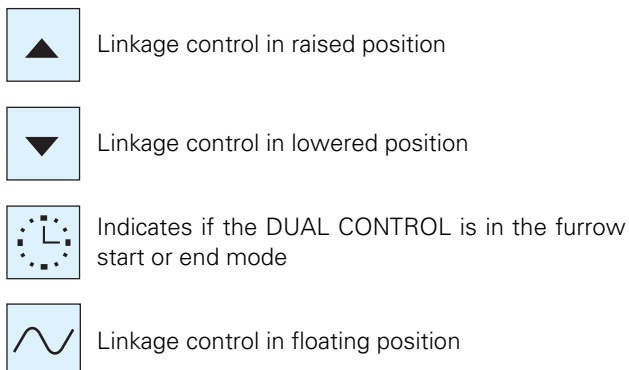 Linkage control in raised position
Linkage control in lowered position
Indicates if the DUAL CONTROL is in the furrow
start or end mode
Linkage control in floating position